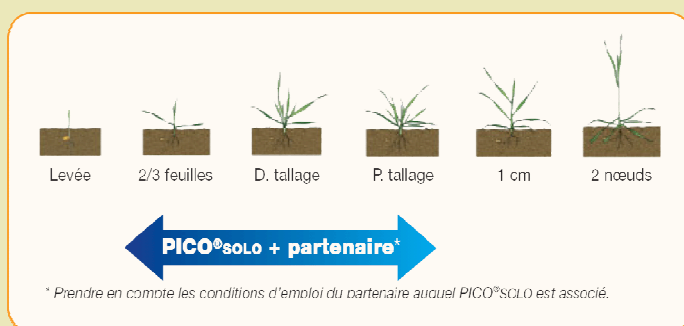 Levée 2/3 feuilles D. tallage P. tallage 1 cm 2 nœuds
PICO®SOLO + partenaire*
* Prendre en compte les conditions d'emploi du partenaire auquel PICO®SOLO est associé.